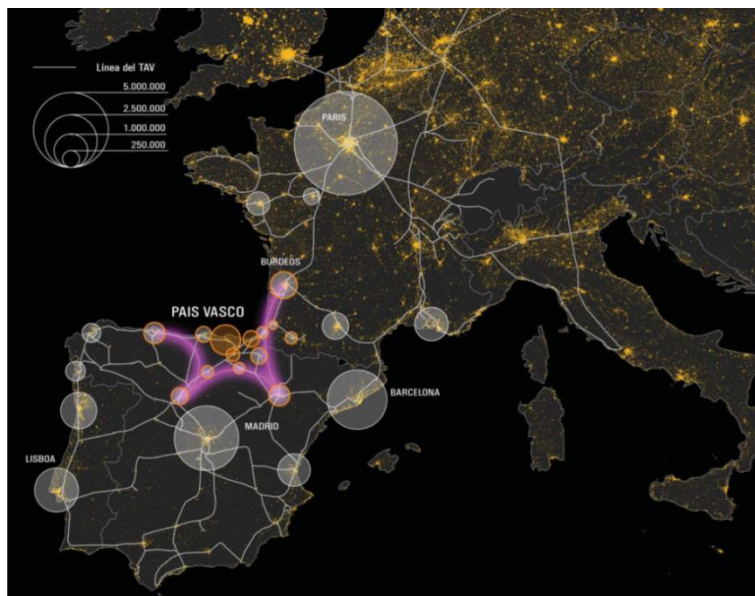 Línea del TAV
5.000.000
2.500.000
1.000.000
250.000
PARIS
BURDEOS
PAIS VASCO
BARCELONA
MADRID
LISBOA